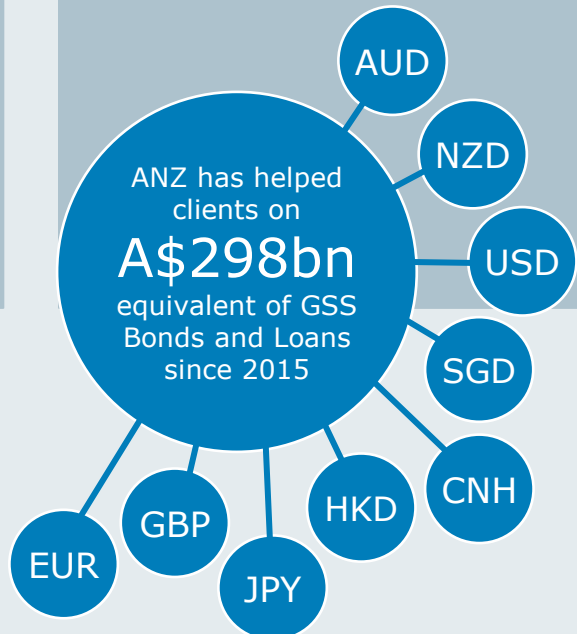 AUD
NZD
ANZ has helped
clients on
A$298bn
equivalent of GSS
Bonds and Loans
since 2015
USD
SGD
CNH
HKD
GBP
EUR
JPY